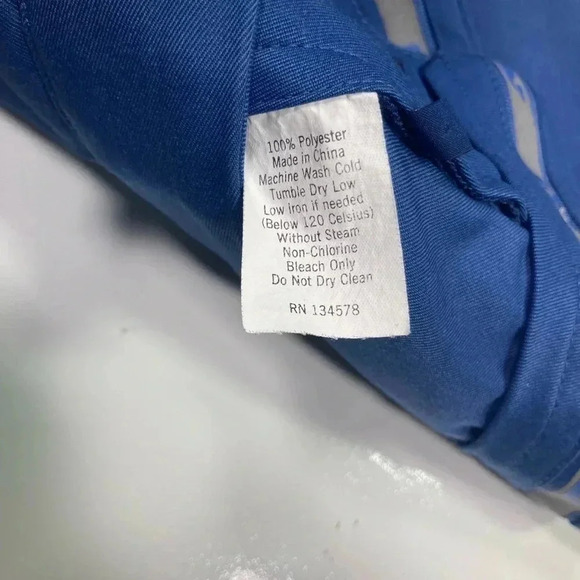 100% Polyester
Made in China
Machine Wash Cold
Tumble Dry Low
Low iron if needed
(Below 120 Celsius)
Without Steam
Non-Chlorine
Bleach Only
Do Not Dry Clean
RN 134578